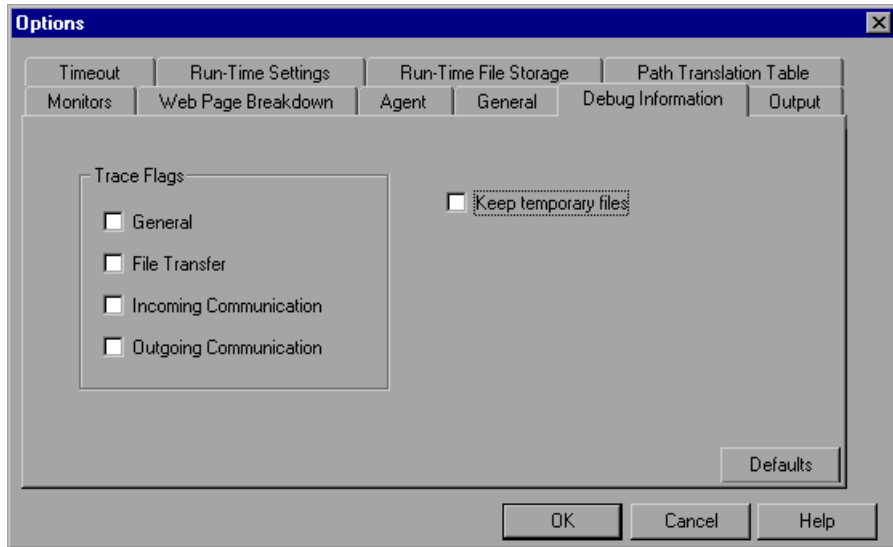 Options
Timeout Run-Time Settings Run-Time File Storage Path Translation Table
Monitors Web Page Breakdown Agent General Debug Information Output
Trace Flags
Keep temporary files
General
File Transfer
Incoming Communication
Outgoing Communication
Defaults
OK Cancel Help